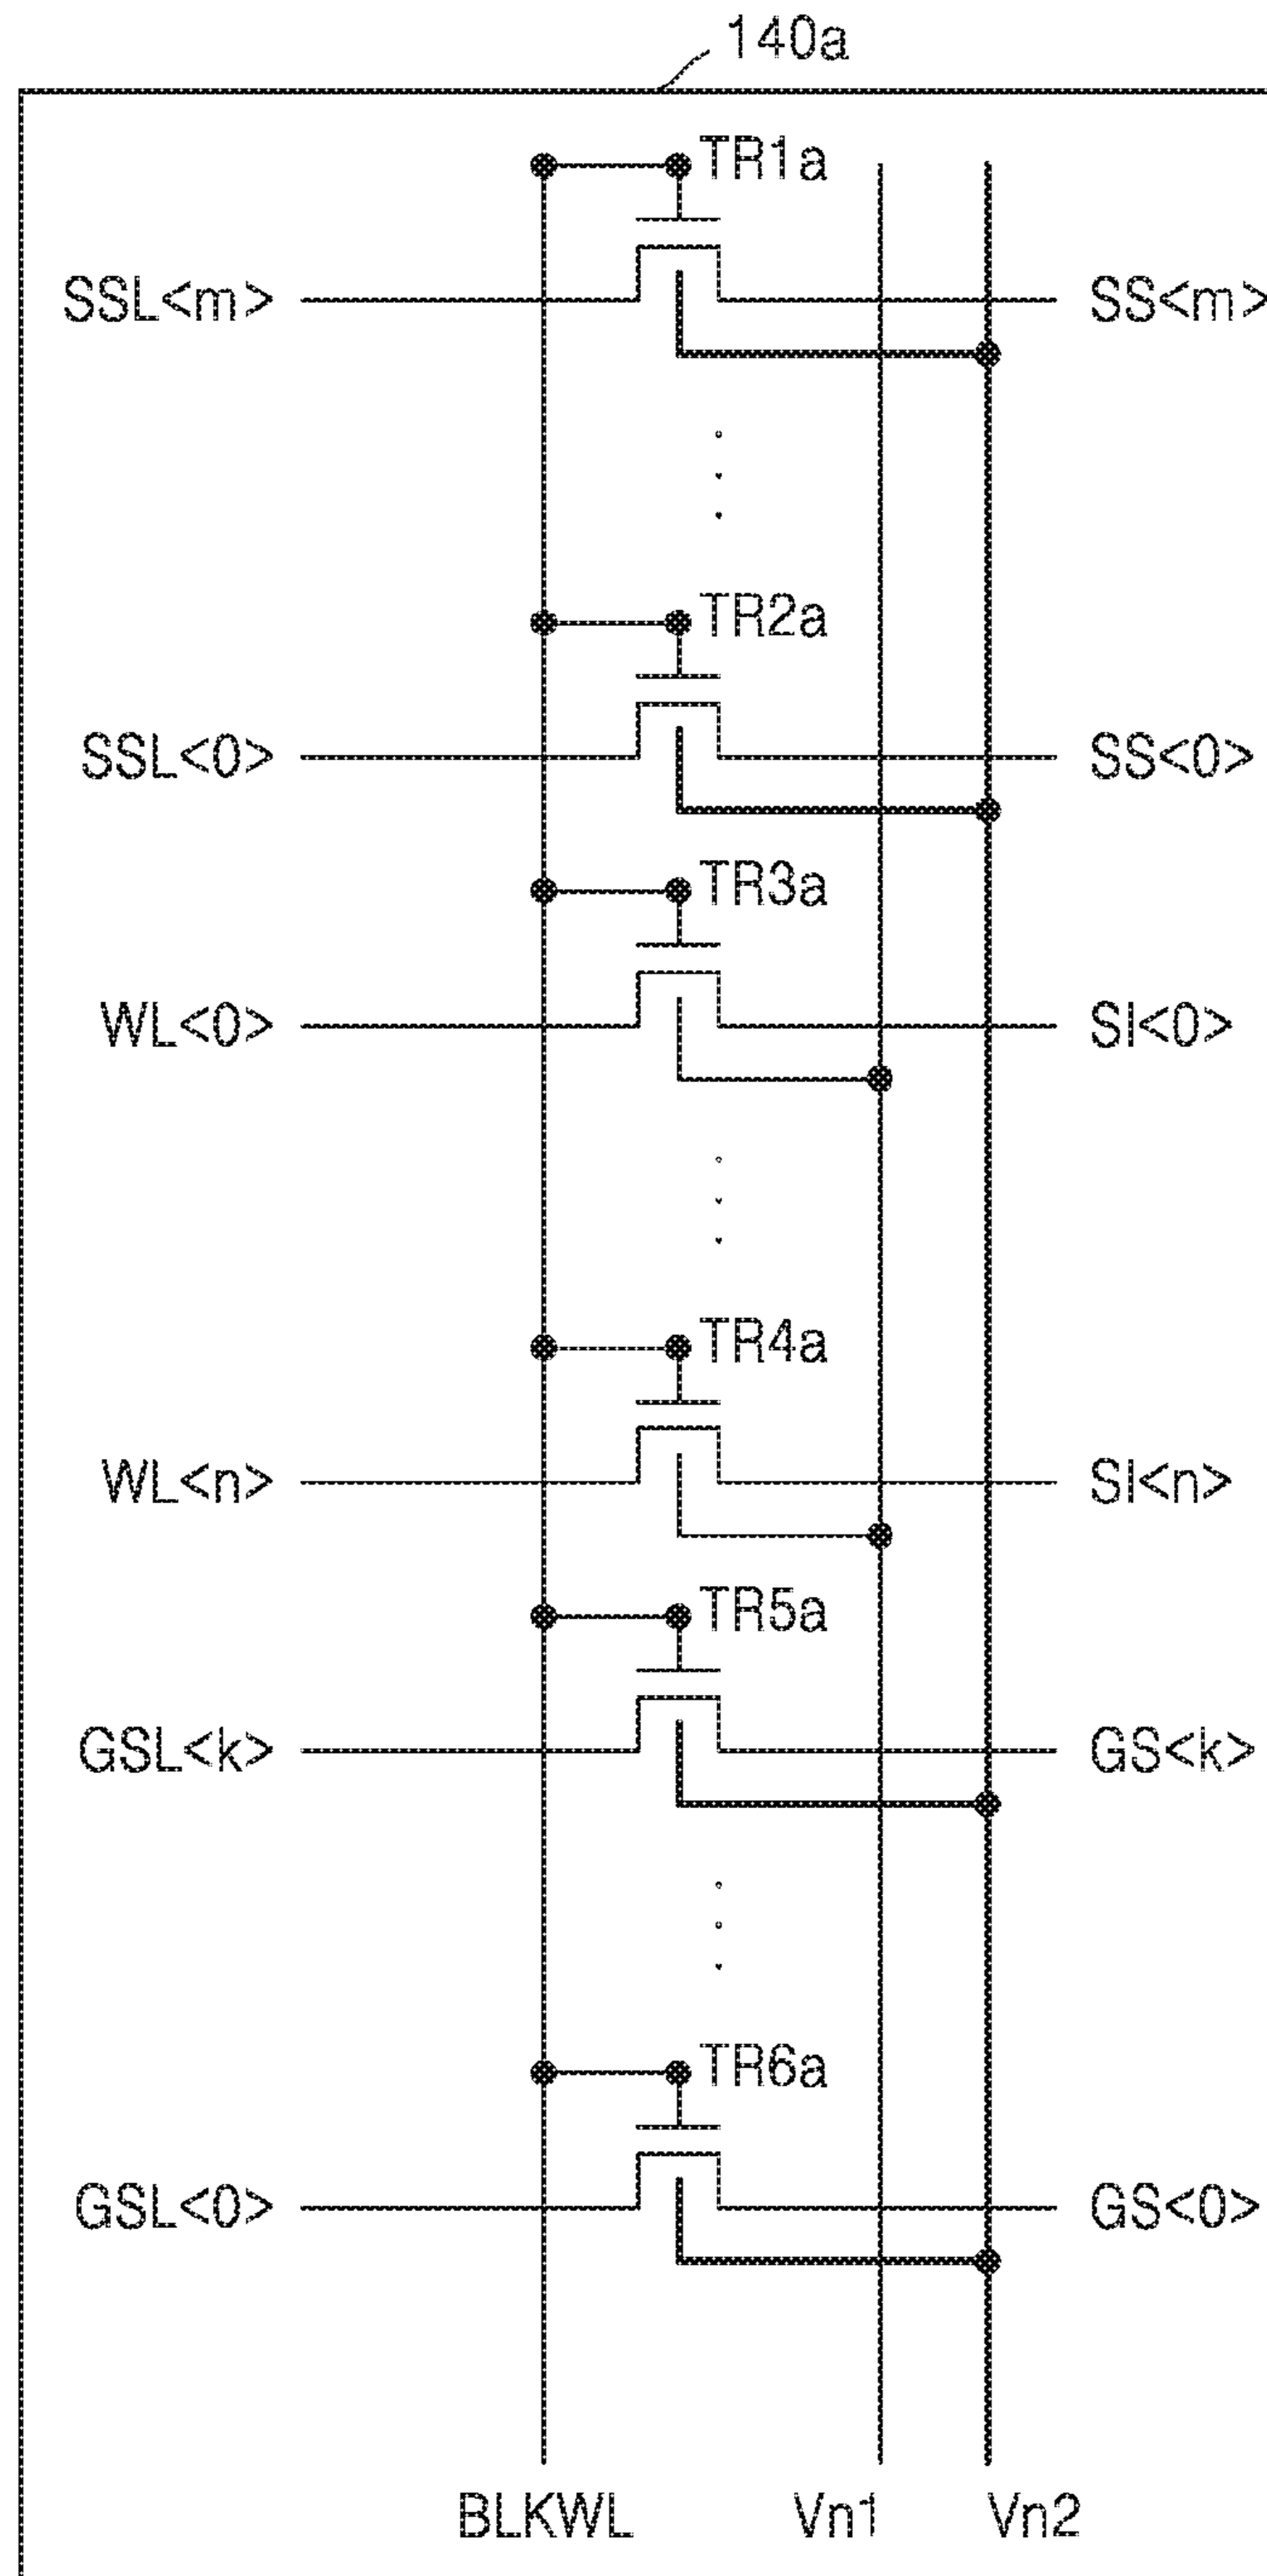 140a
TR1a
SSL<m> SS<m>
TR2a
SSL<0> SS<0>
TR3a
WL<0> SI<0>
TR4a
WL<n> SI<n>
TR5a
GSL<k> GS<k>
TR6a
GSL<0> GS<0>
BLKWL Vn1 Vn2